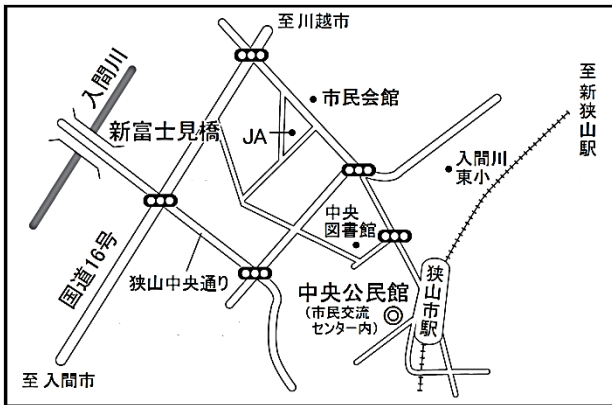 至 川越市
入間川
新富士見橋
市民会館
JA
至 新狭山駅
入間川
東小
中央
図書館
国道16号
狭山中央通り
中央公民館
(市民交流
センター内)
狭山市駅
至 入間市